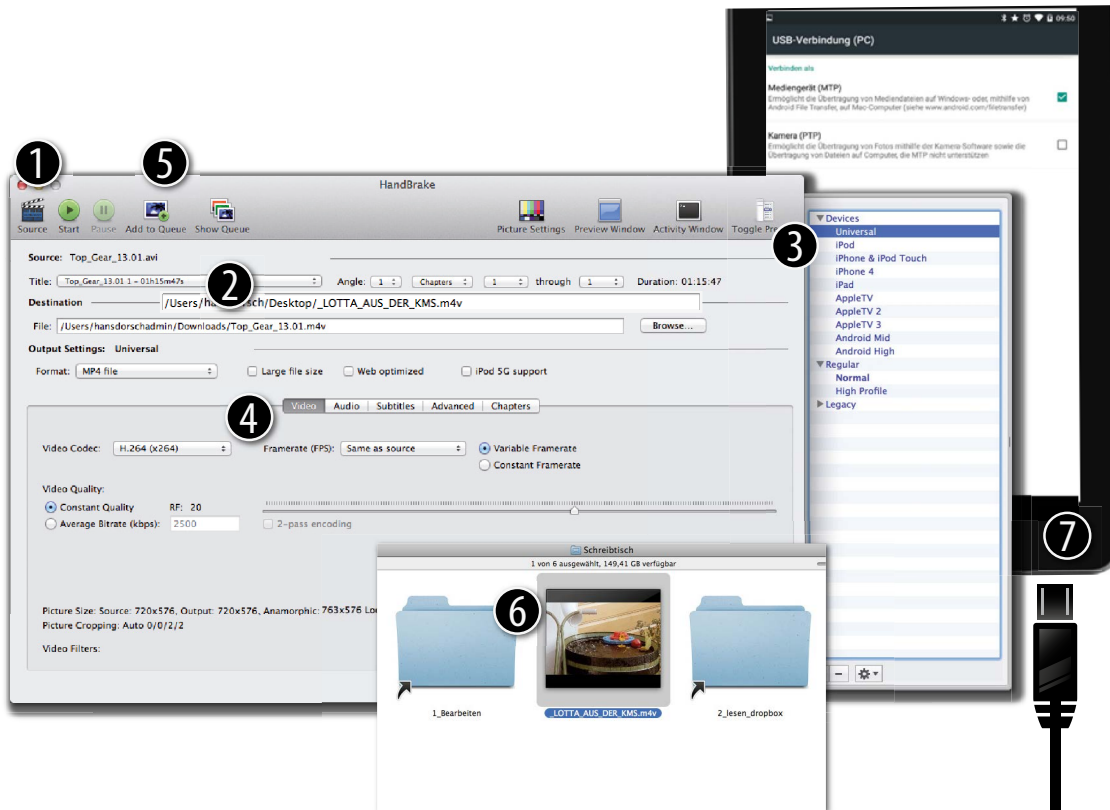 09:50
USB-Verbindung (PC)
Verbinden als
Mediengerät (MTP)
Ermöglicht die Übertragung von Mediendateien auf Windows- oder, mithilfe von
Android File Transfer, auf Mac-Computer (siehe www.android.com/filetransfer)
Kamera (PTP)
Ermöglicht die Übertragung von Fotos mithilfe der Kamera-Software sowie die
Übertragung von Dateien auf Computer, die MTP nicht unterstützen
1
5
HandBrake
Source Start Pause Add to Queue Show Queue Picture Settings Preview Window Activity Window Toggle
3
Source: Top_Gear_13.01.avi
Title: Top_Gear_13.01 1 - 01h15m47s Angle: 1 Chapters 1 through 1 Duration: 01:15:47
2
Destination /Users/hansdorsch/Desktop/_LOTTA_AUS_DER_KMS.m4v
File: /Users/hansdorschadmin/Downloads/Top_Gear_13.01.m4v Browse...
Output Settings: Universal
Format: MP4 file Large file size Web optimized iPod 5G support
4
Video Audio Subtitles Advanced Chapters
Video Codec: H.264 (x264) Framerate (FPS): Same as source Variable Framerate
Constant Framerate
Video Quality:
Constant Quality RF: 20
Average Bitrate (kbps): 2500 2-pass encoding
Picture Size: Source: 720x576, Output: 720x576, Anamorphic: 763x576
Picture Cropping: Auto 0/0/2/2
Video Filters:
Devices
Universal
iPod
iPhone & iPod Touch
iPhone 4
iPad
AppleTV
AppleTV 2
AppleTV 3
Android Mid
Android High
Regular
Normal
High Profile
Legacy
7
Schreibtisch
1 von 6 ausgewählt, 149,41 GB verfügbar
6
1_Bearbeiten
_LOTTA_AUS_DER_KMS.m4v
2_lesen_dropbox